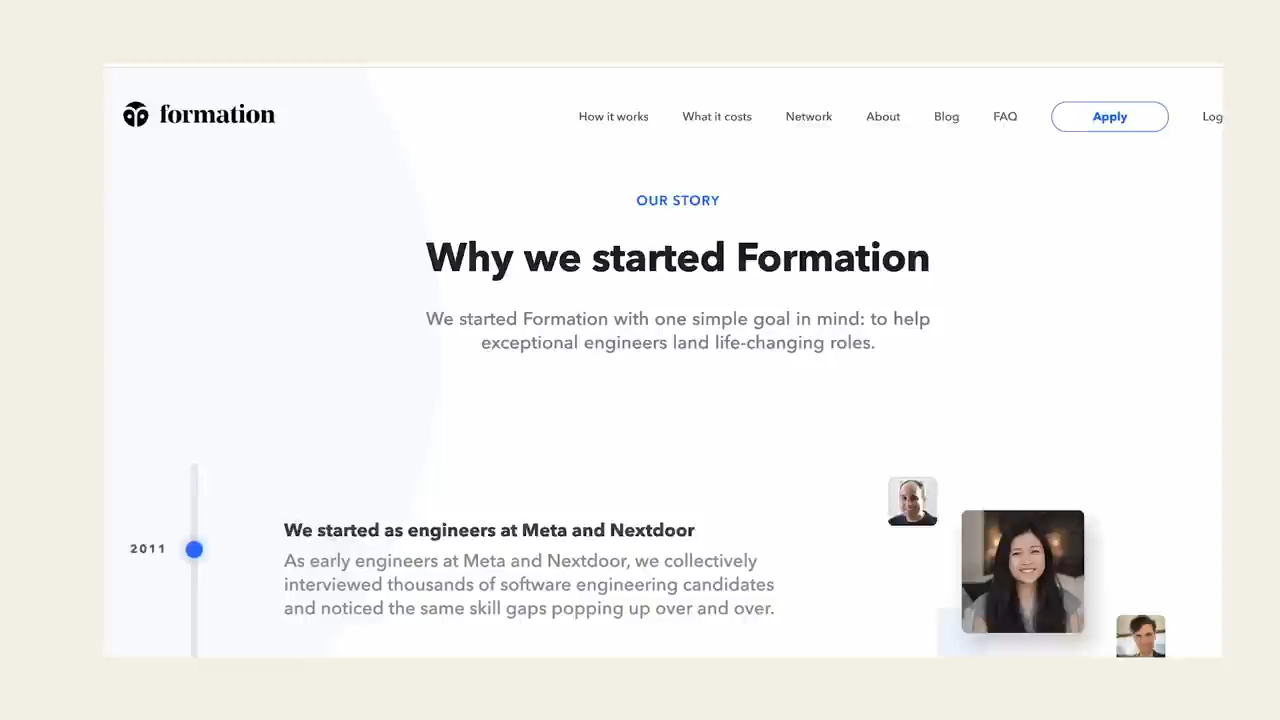 formation
How it works
What it costs
Network
About
Blog
FAQ
Apply
Log
OUR STORY
Why we started Formation
We started Formation with one simple goal in mind: to help
exceptional engineers land life-changing roles.
2011
We started as engineers at Meta and Nextdoor
As early engineers at Meta and Nextdoor, we collectively
interviewed thousands of software engineering candidates
and noticed the same skill gaps popping up over and over.